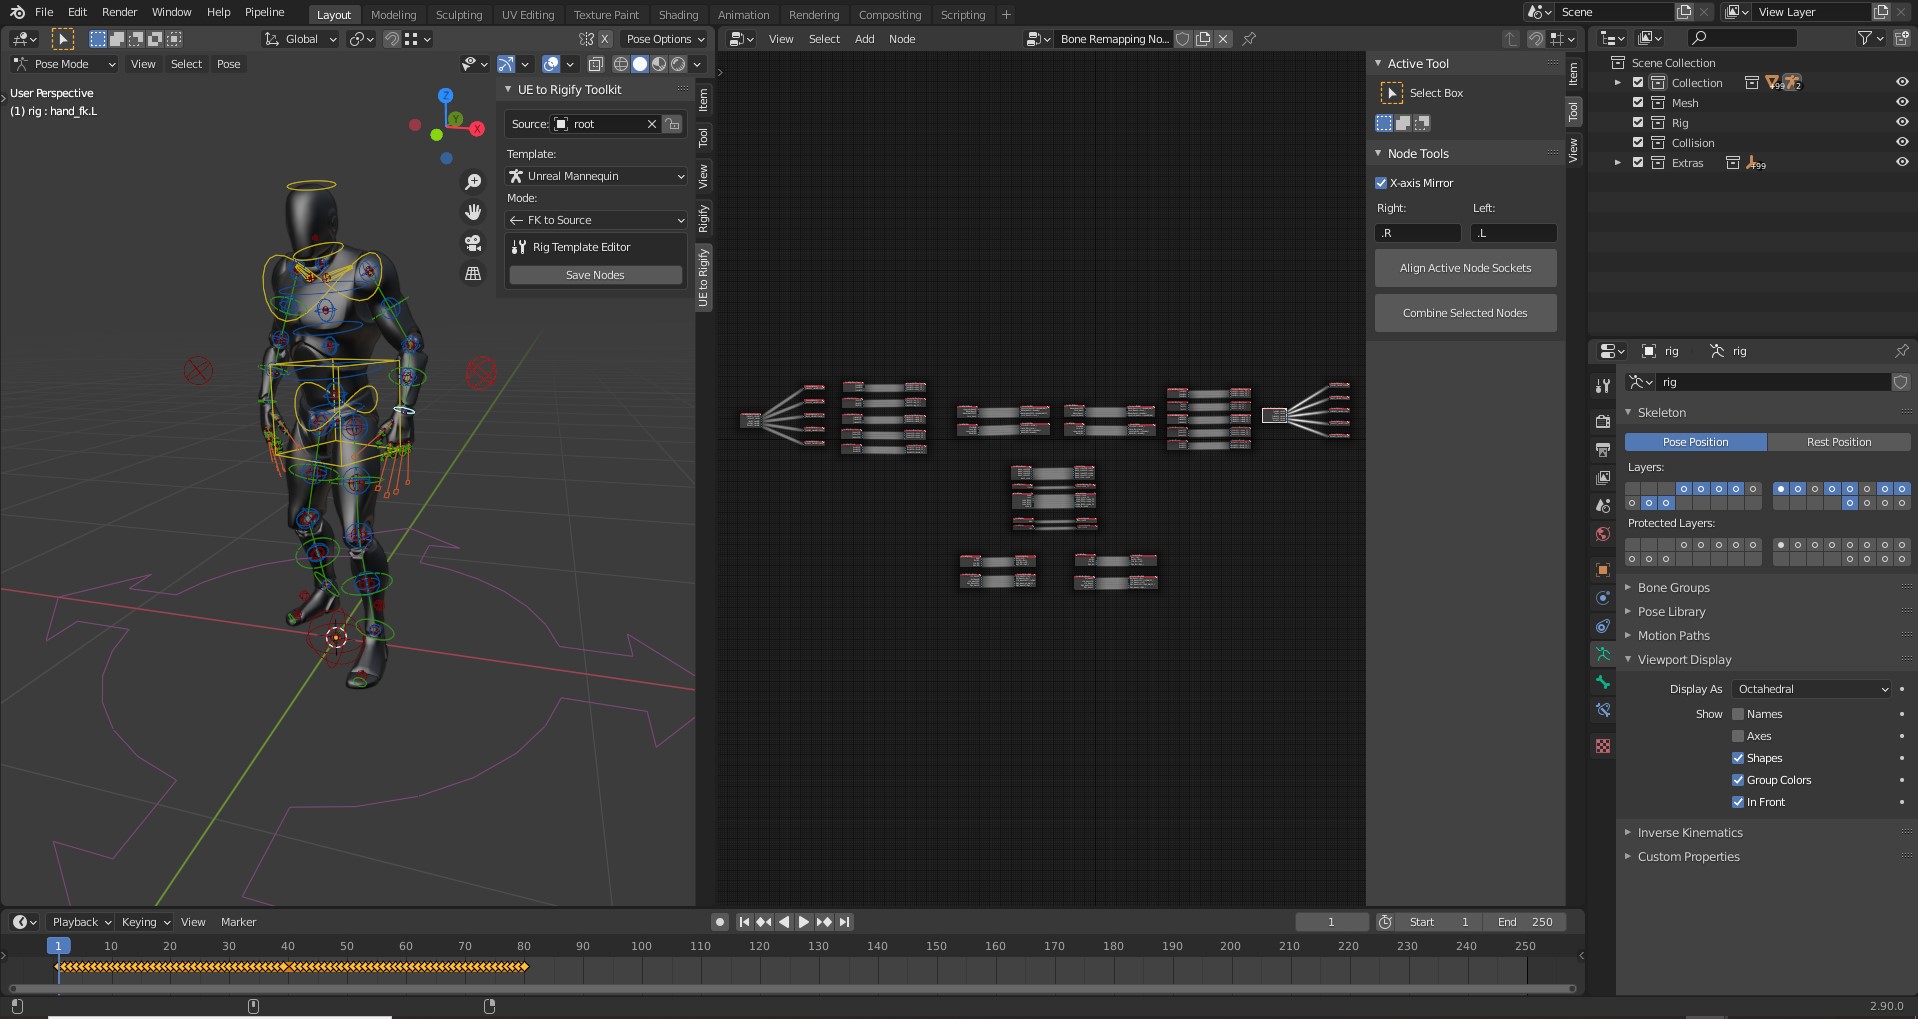 File Edit Render Window Help Pipeline Layout Modeling Sculpting UV Editing Texture Paint Shading Animation Rendering Compositing Scripting + Scene View Layer
Global X Pose Options View Select Add Node Bone Remapping No...
Pose Mode View Select Pose
User Perspective
(1) rig : hand_fk.L
Z
Y
X
UE to Rigify Toolkit
Source: root
Template:
Unreal Mannequin
Mode:
FK to Source
Rig Template Editor
Save Nodes
Item
Tool
View
Rigify
UE to Rigify
Active Tool
Select Box
Node Tools
X-axis Mirror
Right: Left:
.R .L
Align Active Node Sockets
Combine Selected Nodes
Item
Tool
View
Scene Collection
Collection +99 2
Mesh
Rig
Collision
Extras +99
rig rig
rig
Skeleton
Pose Position Rest Position
Layers:
Protected Layers:
Bone Groups
Pose Library
Motion Paths
Viewport Display
Display As Octahedral
Show Names
Axes
Shapes
Group Colors
In Front
Inverse Kinematics
Custom Properties
Playback Keying View Marker 1 Start 1 End 250
1 10 20 30 40 50 60 70 80 90 100 110 120 130 140 150 160 170 180 190 200 210 220 230 240 250
2.90.0